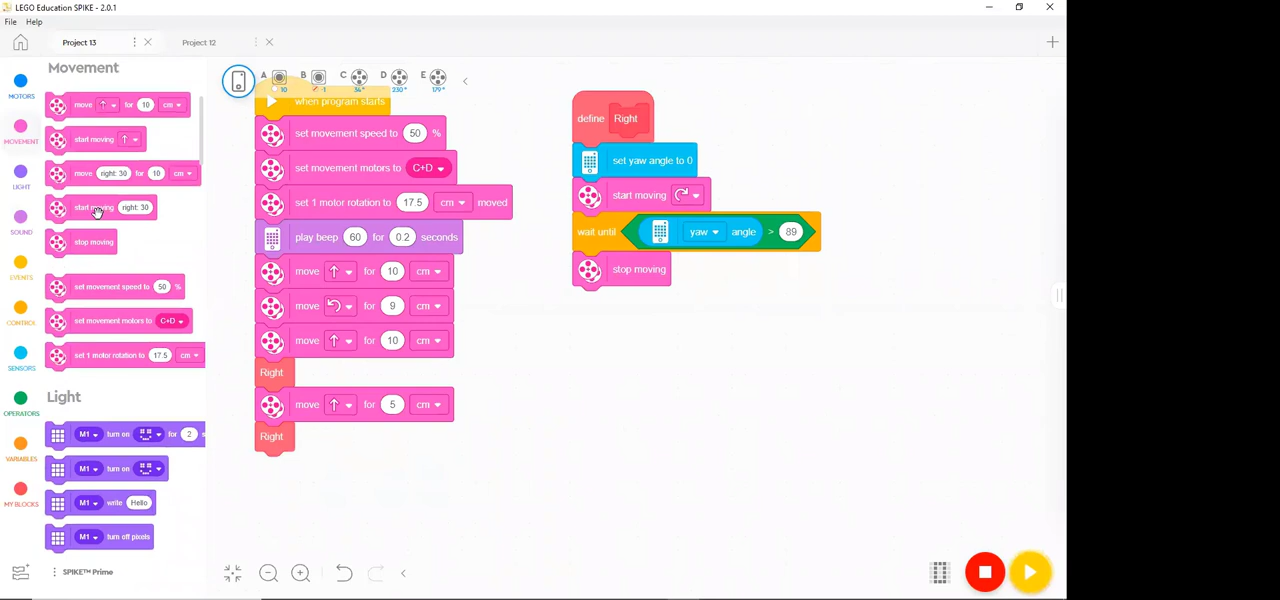 LEGO Education SPIKE - 2.0.1
File Help
Project 13
Project 12
MOTORS
MOVEMENT
LIGHT
SOUND
EVENTS
CONTROL
SENSORS
OPERATORS
VARIABLES
MY BLOCKS
Movement
move for 10 cm
start moving
move right: 30 for 10 cm
start moving right: 30
stop moving
set movement speed to 50 %
set movement motors to C+D
set 1 motor rotation to 17.5 cm
Light
M1 turn on for 2 s
M1 turn on
M1 write Hello
M1 turn off pixels
SPIKE™ Prime
A B C D E
10 -1 34° 230° 179°
when program starts
set movement speed to 50 %
set movement motors to C+D
set 1 motor rotation to 17.5 cm moved
play beep 60 for 0.2 seconds
move for 10 cm
move for 9 cm
move for 10 cm
Right
move for 5 cm
Right
define Right
set yaw angle to 0
start moving
wait until yaw angle > 89
stop moving